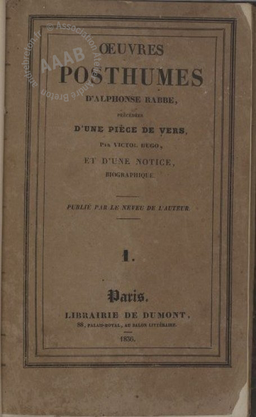 ŒUVRES
POSTHUMES
D'ALPHONSE RABBE,
PRÉCÉDÉES
D'UNE PIÈCE DE VERS,
PAR VICTOR HUGO,
ET D'UNE NOTICE,
BIOGRAPHIQUE
PUBLIÉ PAR LE NEVEU DE L'AUTEUR.
I.
Paris.
LIBRAIRIE DE DUMONT,
88, PALAIS-ROYAL, AU SALON LITTÉRAIRE
1836.
AAAB